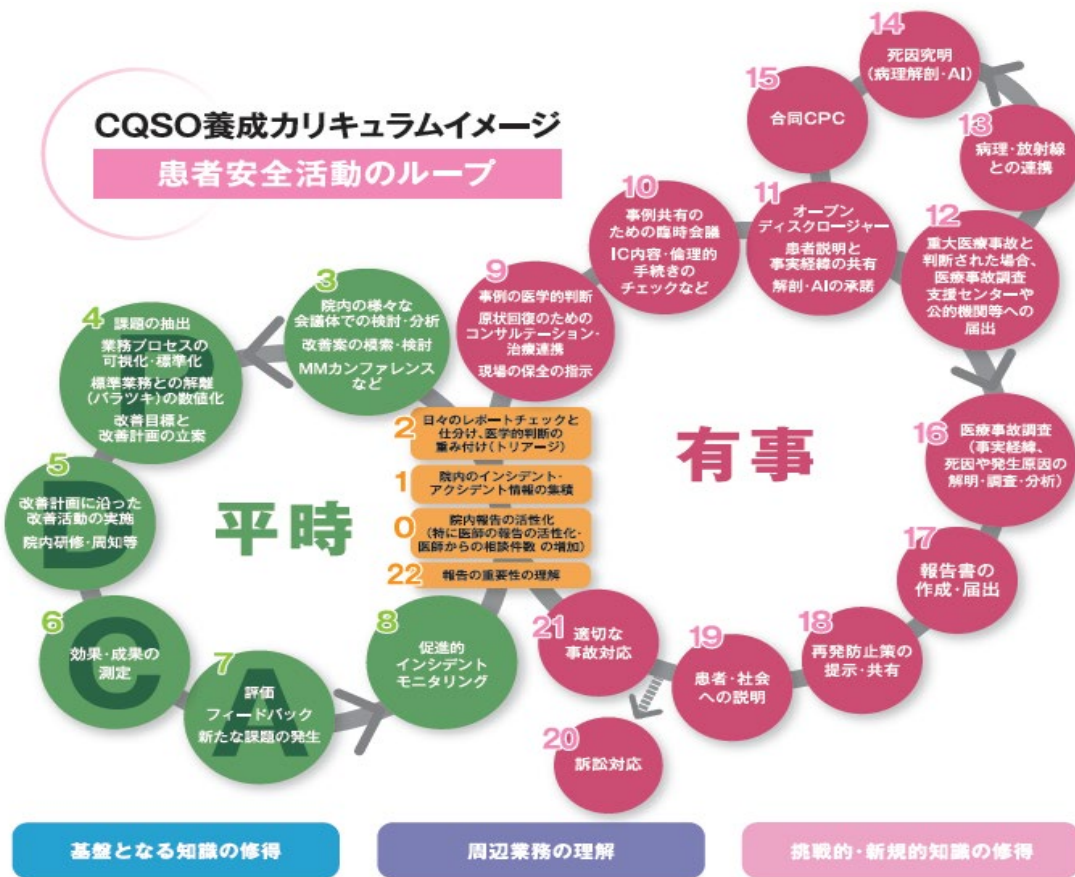 CQSO養成カリキュラムイメージ
患者安全活動のループ
平時
有事
0
院内報告の活性化
(特に医師の報告の活性化・
医師からの相談件数 の増加)
1
院内のインシデント・
アクシデント情報の集積
2
日々のレポートチェックと
仕分け、医学的判断の
重み付け(トリアージ)
3
院内の様々な
会議体での検討・分析
改善案の模索・検討
MMカンファレンス
など
4
P
課題の抽出
業務プロセスの
可視化・標準化
標準業務との解離
(バラツキ)の数値化
改善目標と
改善計画の立案
5
D
改善計画に沿った
改善活動の実施
院内研修・周知等
6
C
効果・成果の
測定
7
A
評価
フィードバック
新たな課題の発生
8
促進的
インシデント
モニタリング
9
事例の医学的判断
原状回復のための
コンサルテーション・
治療連携
現場の保全の指示
10
事例共有の
ための臨時会議
IC内容・倫理的
手続きの
チェックなど
11
オープン
ディスクロージャー
患者説明と
事実経緯の共有
解剖・AIの承諾
12
重大医療事故と
判断された場合、
医療事故調査
支援センターや
公的機関等への
届出
13
病理・放射線
との連携
14
死因究明
(病理解剖・AI)
15
合同CPC
16
医療事故調査
(事実経緯、
死因や発生原因の
解明・調査・分析)
17
報告書の
作成・届出
18
再発防止策の
提示・共有
19
患者・社会
への説明
20
訴訟対応
21
適切な
事故対応
22
報告の重要性の理解
基盤となる知識の修得
周辺業務の理解
挑戦的・新規的知識の修得